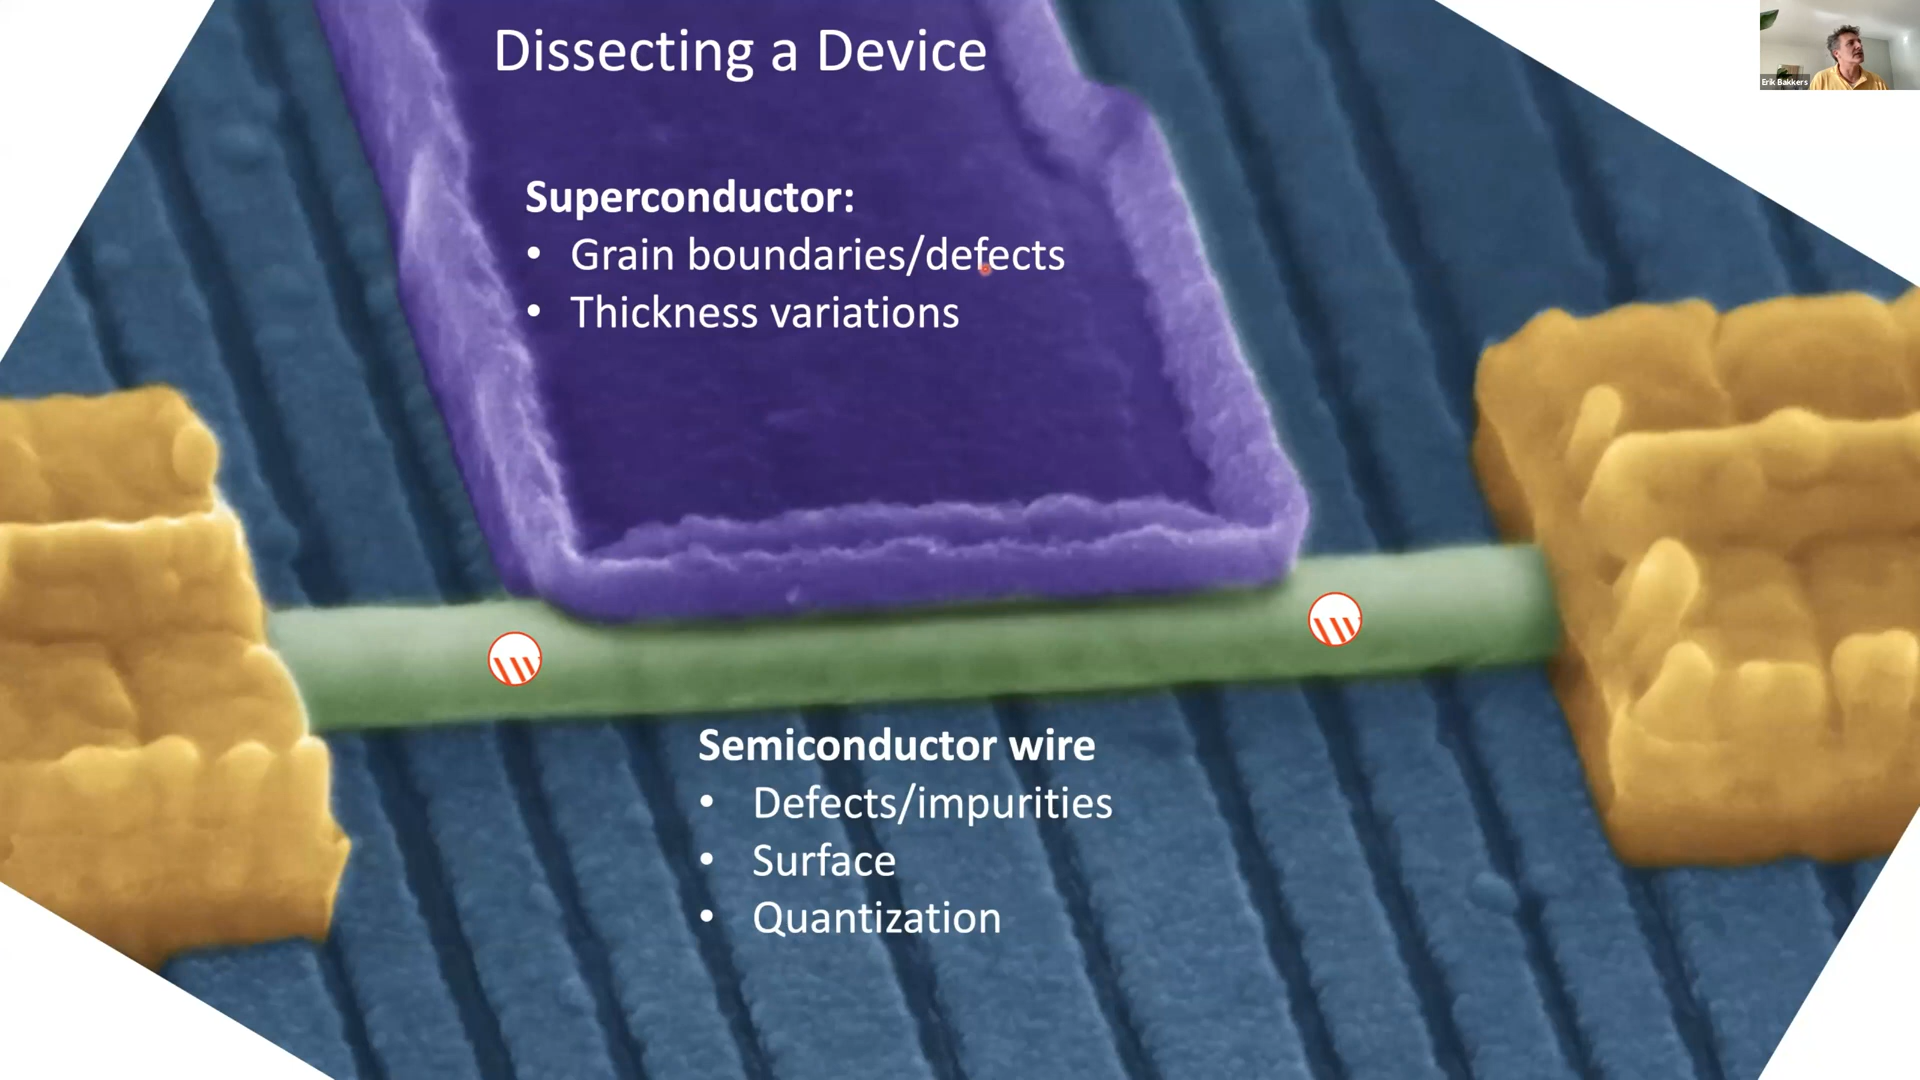 Dissecting a Device
Erik Bakkers
Superconductor:
• Grain boundaries/defects
• Thickness variations
Semiconductor wire
• Defects/impurities
• Surface
• Quantization